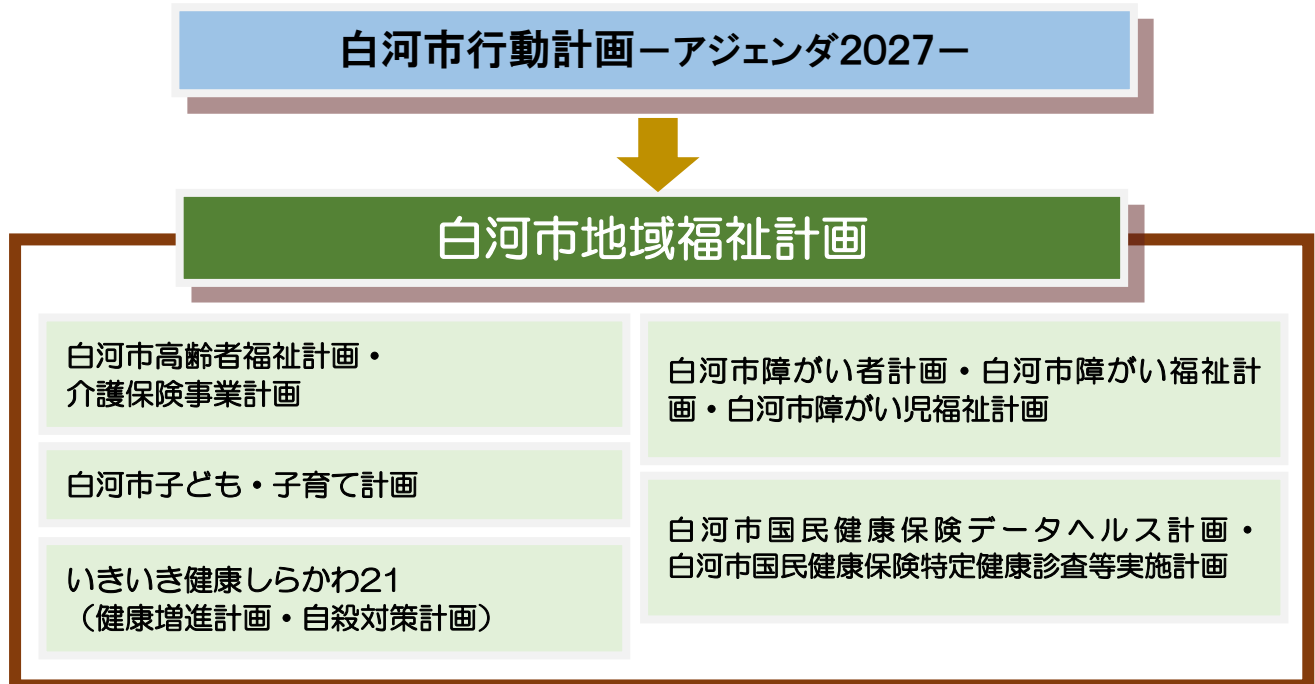 白河市行動計画－アジェンダ2027－
白河市地域福祉計画
白河市高齢者福祉計画・
介護保険事業計画
白河市子ども・子育て計画
いきいき健康しらかわ21
（健康増進計画・自殺対策計画）
白河市障がい者計画・白河市障がい福祉計
画・白河市障がい児福祉計画
白河市国民健康保険データヘルス計画・
白河市国民健康保険特定健康診査等実施計画